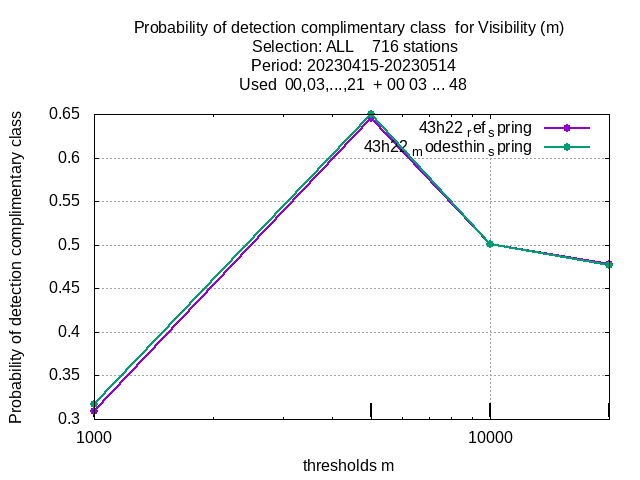 Probability of detection complimentary class  for Visibility (m)
Selection: ALL    716 stations
Period: 20230415-20230514
Used  00,03,...,21  + 00 03 ... 48
Probability of detection complimentary class
0.65
0.6
0.55
0.5
0.45
0.4
0.35
0.3
43h22 ref spring
43h22 modesthin spring
1000
10000
thresholds m